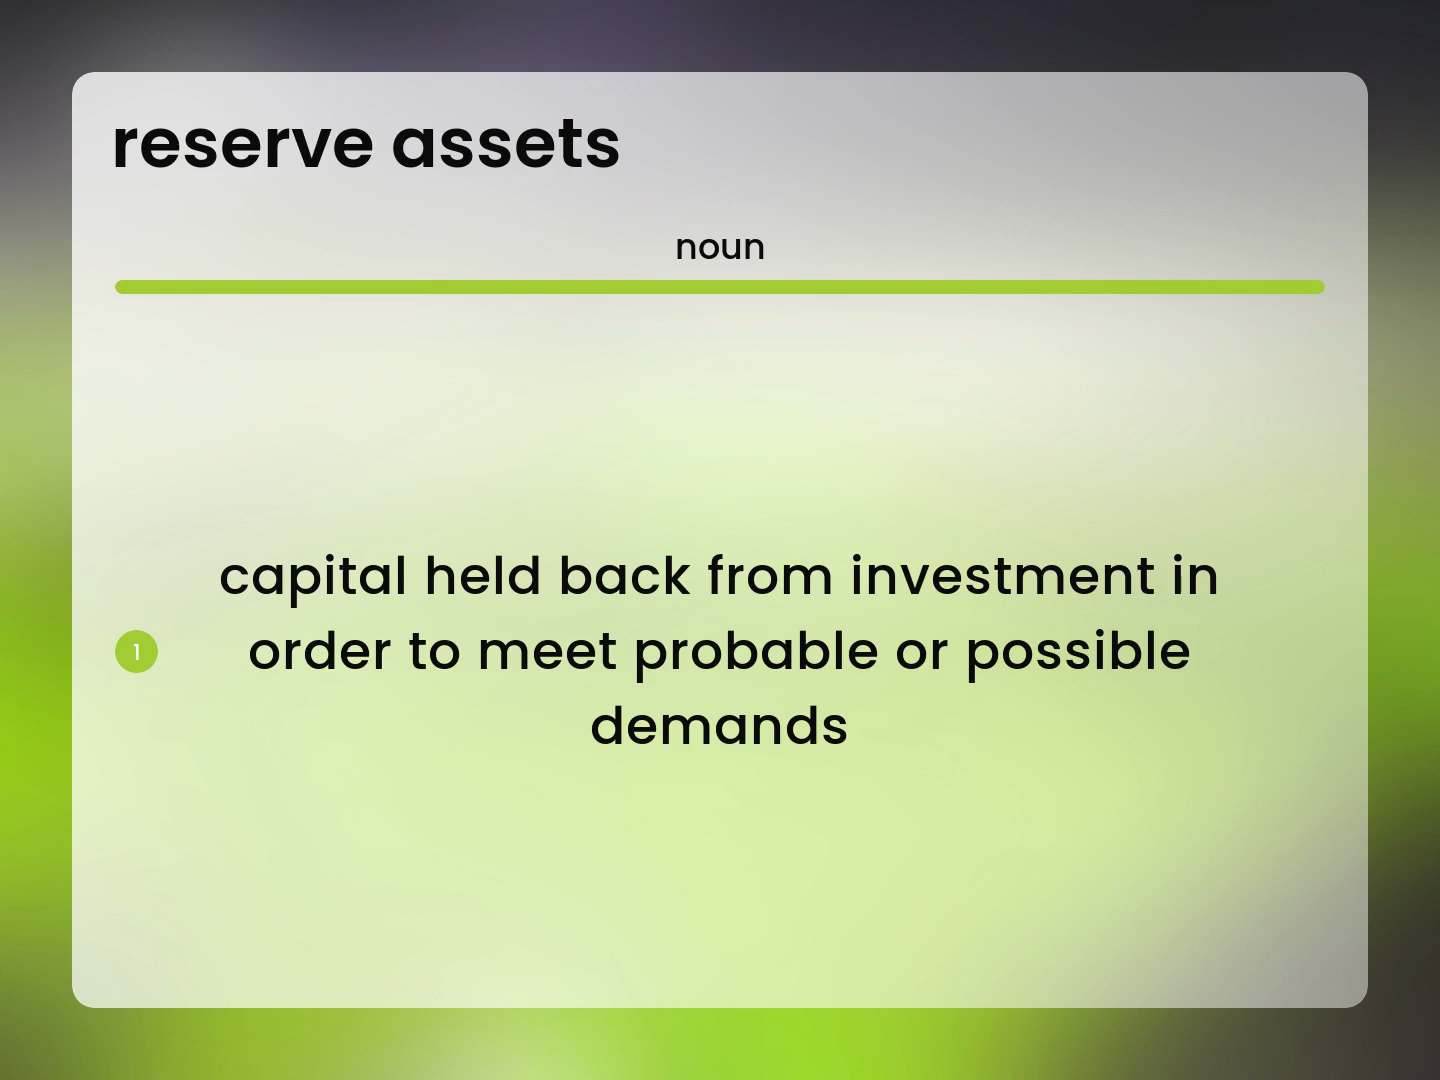 reserve assets
noun
capital held back from investment in
1
order to meet probable or possible
demands